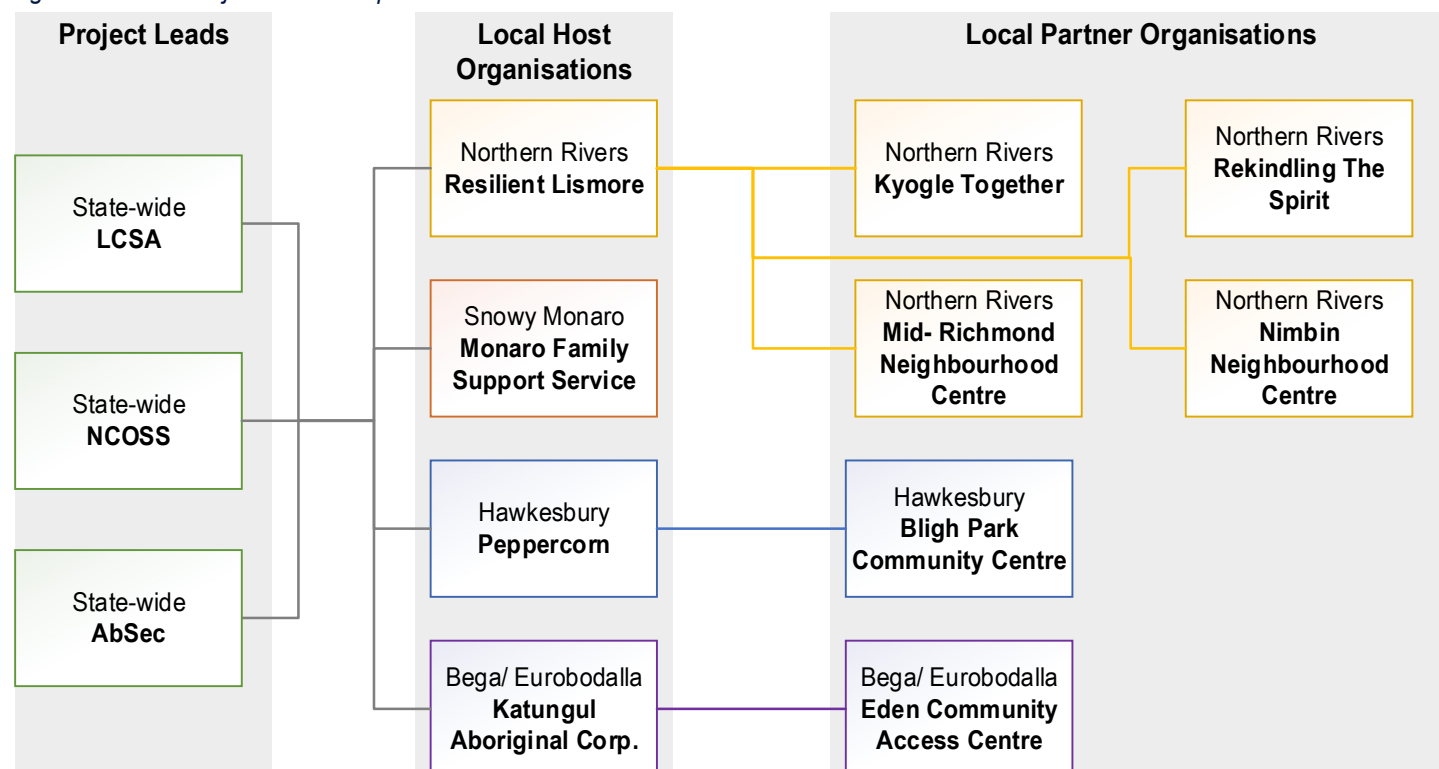 Project Leads
Local Host
Organisations
Local Partner Organisations
State-wide
LCSA
State-wide
NCOSS
State-wide
AbSec
Northern Rivers
Resilient Lismore
Snowy Monaro
Monaro Family
Support Service
Hawkesbury
Peppercorn
Bega/ Eurobodalla
Katungul
Aboriginal Corp.
Northern Rivers
Kyogle Together
Northern Rivers
Rekindling The
Spirit
Northern Rivers
Mid- Richmond
Neighbourhood
Centre
Northern Rivers
Nimbin
Neighbourhood
Centre
Hawkesbury
Bligh Park
Community Centre
Bega/ Eurobodalla
Eden Community
Access Centre